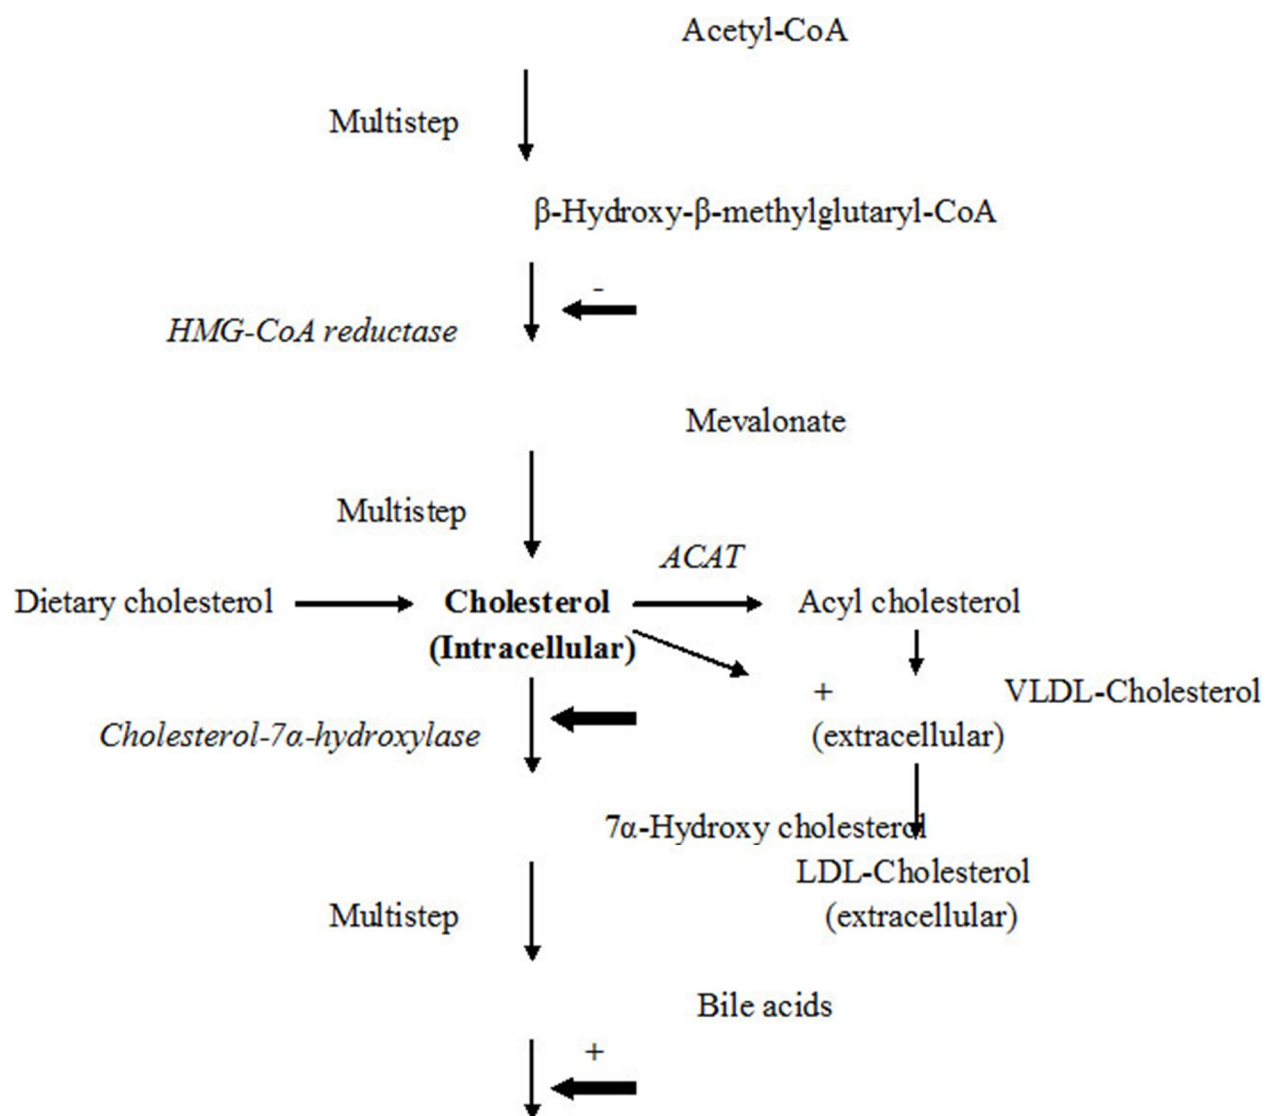 Acetyl-CoA
Multistep
β-Hydroxy-β-methylglutaryl-CoA
-
HMG-CoA reductase
Mevalonate
Multistep
ACAT
Dietary cholesterol
Cholesterol
(Intracellular)
Acyl cholesterol
+
VLDL-Cholesterol
(extracellular)
Cholesterol-7α-hydroxylase
7α-Hydroxy cholesterol
LDL-Cholesterol
(extracellular)
Multistep
Bile acids
+